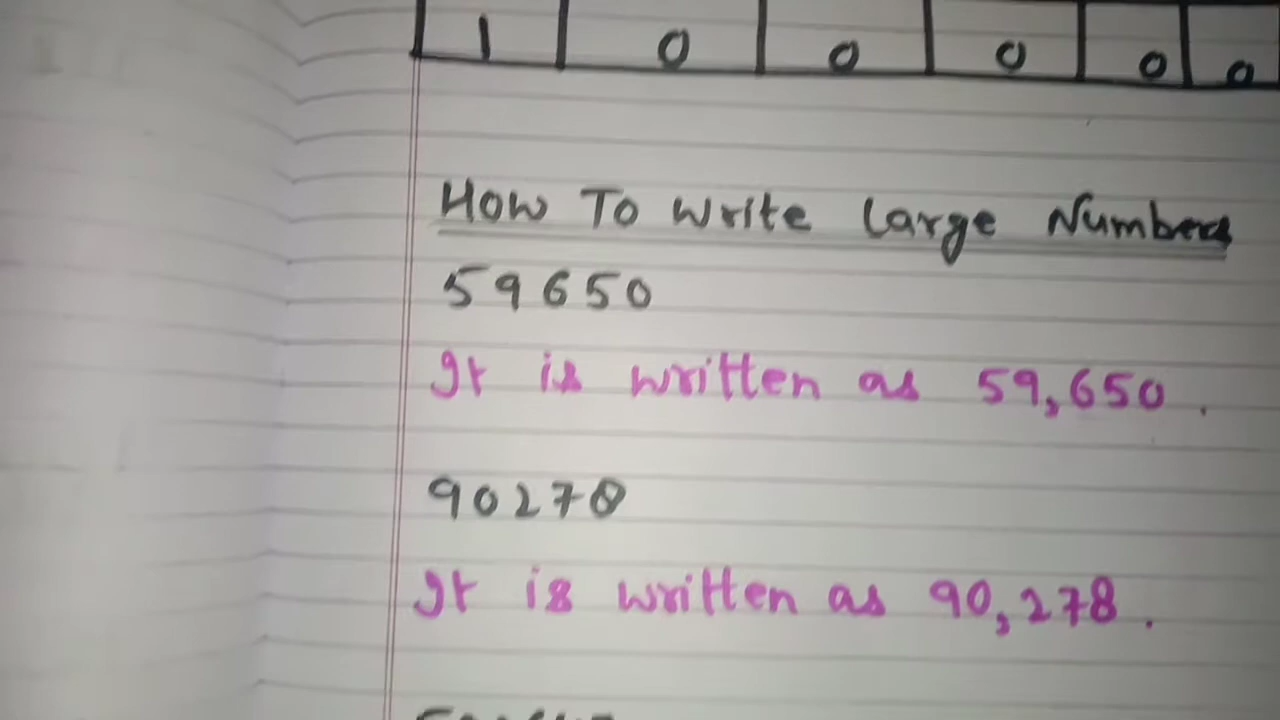 1 0 0 0 0 0
How To Write Large Numbers
59650
It is written as 59,650.
90278
It is written as 90,278.